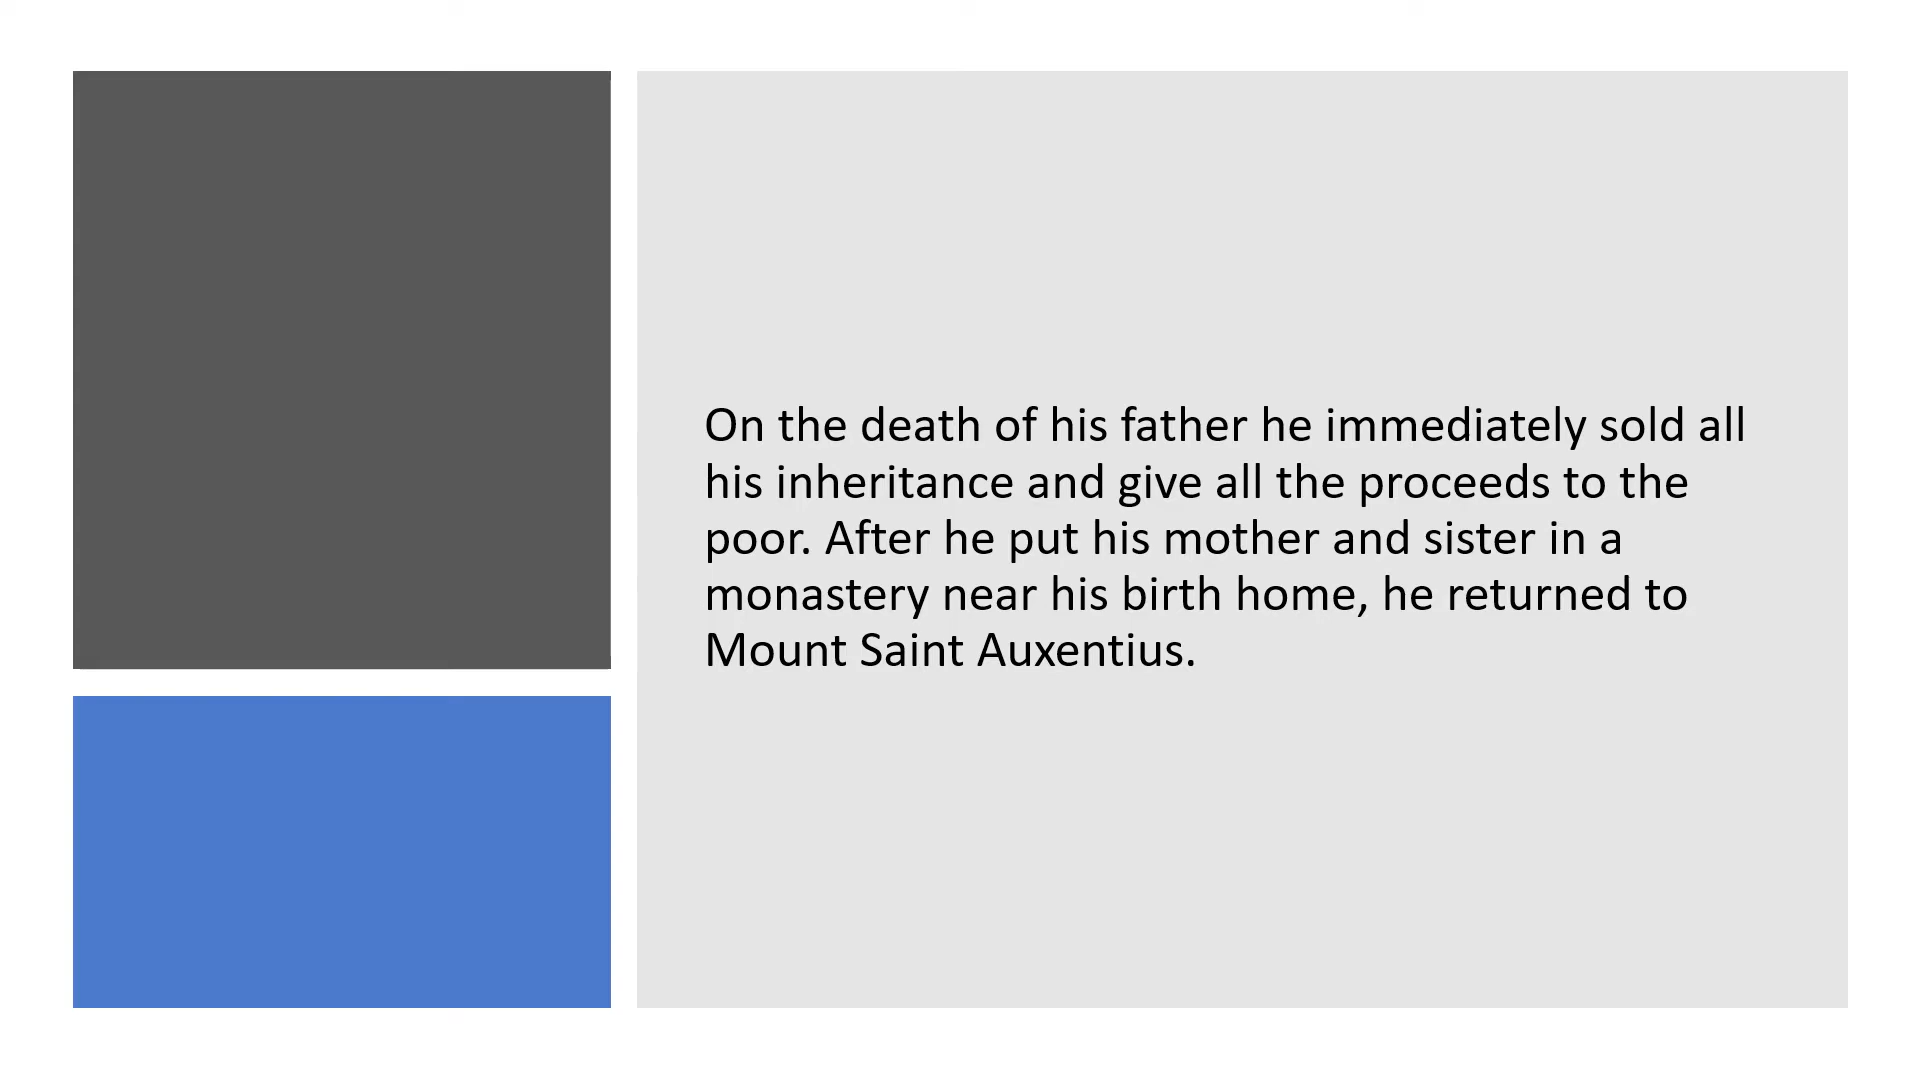 On the death of his father he immediately sold all
his inheritance and give all the proceeds to the
poor. After he put his mother and sister in a
monastery near his birth home, he returned to
Mount Saint Auxentius.